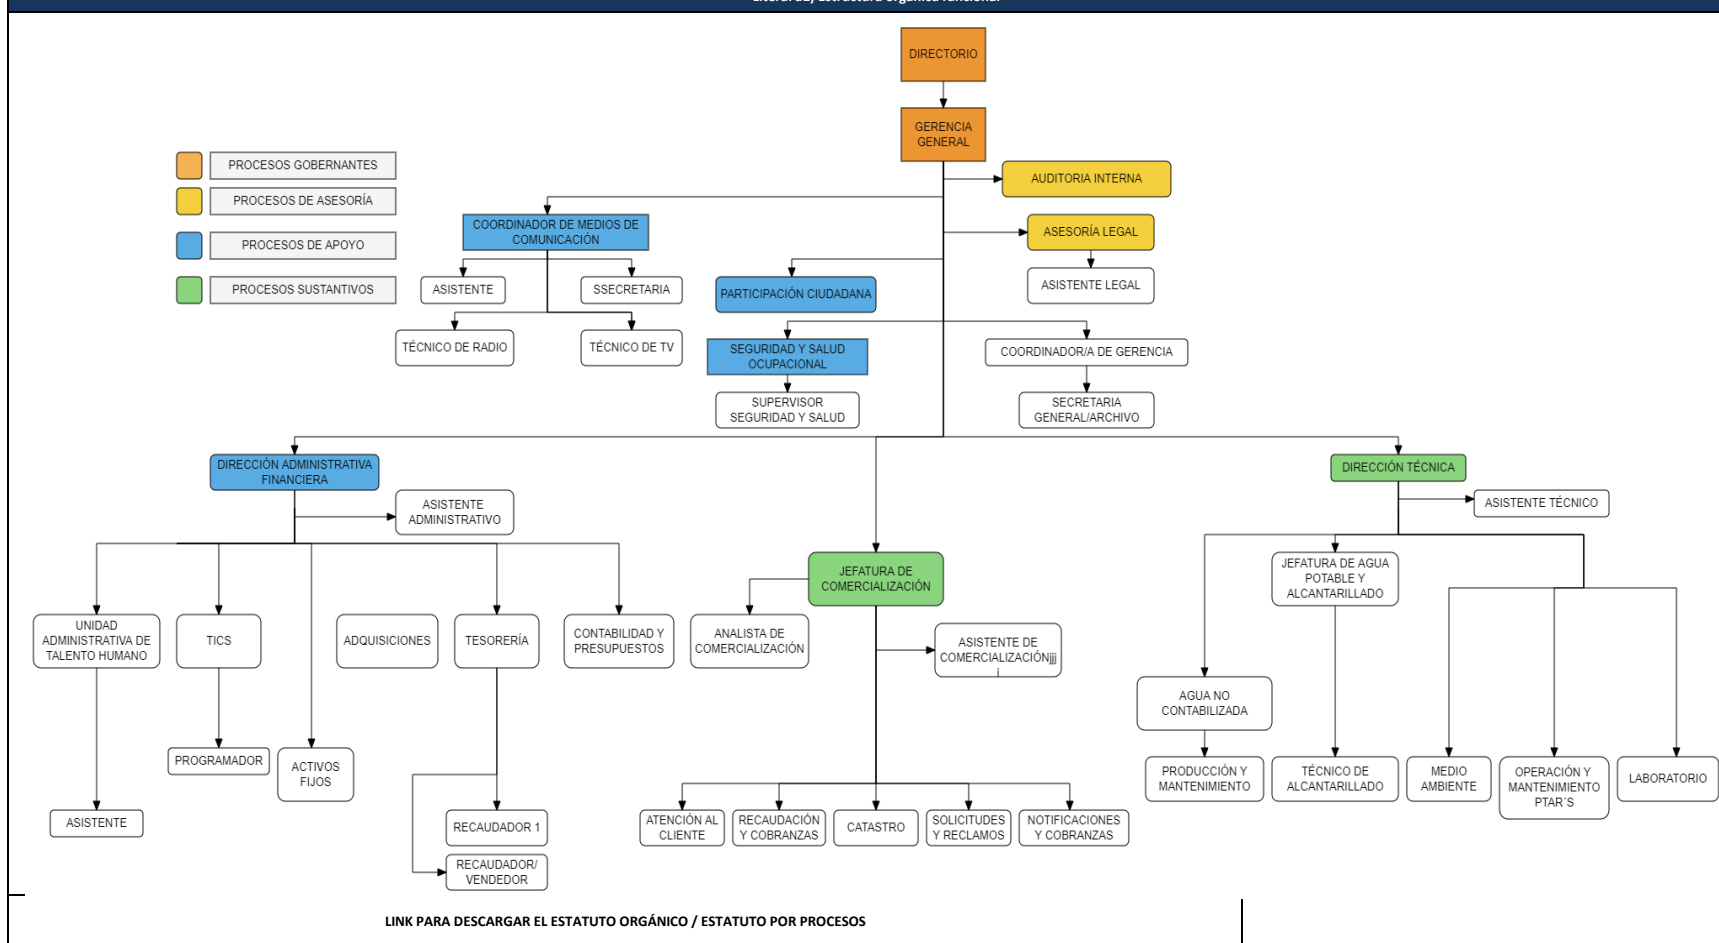 Literal a1) Estructura orgánica funcional
DIRECTORIO
GERENCIA
GENERAL
PROCESOS GOBERNANTES
PROCESOS DE ASESORÍA
PROCESOS DE APOYO
PROCESOS SUSTANTIVOS
AUDITORIA INTERNA
COORDINADOR DE MEDIOS DE
COMUNICACIÓN
ASESORÍA LEGAL
ASISTENTE
SSECRETARIA
PARTICIPACIÓN CIUDADANA
ASISTENTE LEGAL
TÉCNICO DE RADIO
TÉCNICO DE TV
SEGURIDAD Y SALUD
OCUPACIONAL
COORDINADOR/A DE GERENCIA
SUPERVISOR
SEGURIDAD Y SALUD
SECRETARIA
GENERAL/ARCHIVO
DIRECCIÓN ADMINISTRATIVA
FINANCIERA
DIRECCIÓN TÉCNICA
ASISTENTE
ADMINISTRATIVO
ASISTENTE TÉCNICO
JEFATURA DE
COMERCIALIZACIÓN
JEFATURA DE AGUA
POTABLE Y
ALCANTARILLADO
UNIDAD
ADMINISTRATIVA DE
TALENTO HUMANO
TICS
ADQUISICIONES
TESORERÍA
CONTABILIDAD Y
PRESUPUESTOS
ANALISTA DE
COMERCIALIZACIÓN
ASISTENTE DE
COMERCIALIZACIÓNjjj
j
AGUA NO
CONTABILIZADA
PROGRAMADOR
ACTIVOS
FIJOS
PRODUCCIÓN Y
MANTENIMIENTO
TÉCNICO DE
ALCANTARILLADO
MEDIO
AMBIENTE
OPERACIÓN Y
MANTENIMIENTO
PTAR´S
LABORATORIO
ASISTENTE
RECAUDADOR 1
ATENCIÓN AL
CLIENTE
RECAUDACIÓN
Y COBRANZAS
CATASTRO
SOLICITUDES
Y RECLAMOS
NOTIFICACIONES
Y COBRANZAS
RECAUDADOR/
VENDEDOR
LINK PARA DESCARGAR EL ESTATUTO ORGÁNICO / ESTATUTO POR PROCESOS